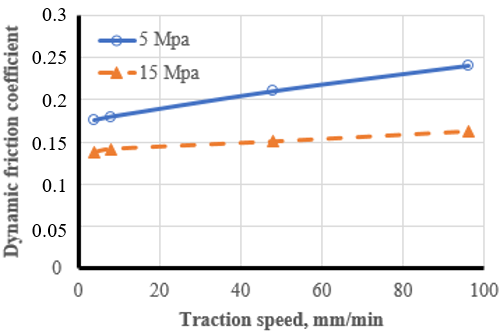 0.3
0.25
0.2
0.15
0.1
0.05
0
Dynamic friction coefficient
5 Mpa
15 Mpa
0 20 40 60 80 100
Traction speed, mm/min